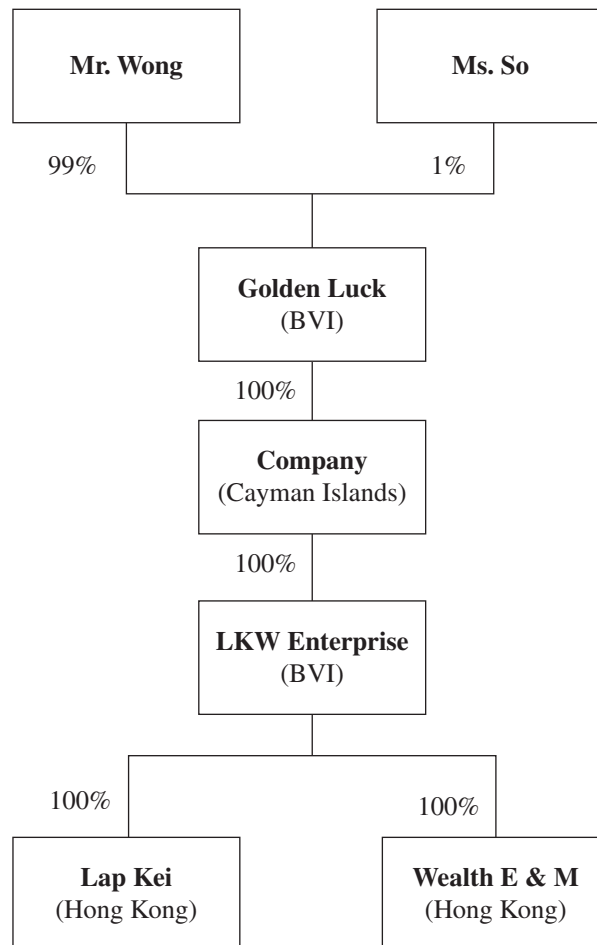 Mr. Wong
Ms. So
99%
1%
Golden Luck
(BVI)
100%
Company
(Cayman Islands)
100%
LKW Enterprise
(BVI)
100%
100%
Lap Kei
(Hong Kong)
Wealth E & M
(Hong Kong)